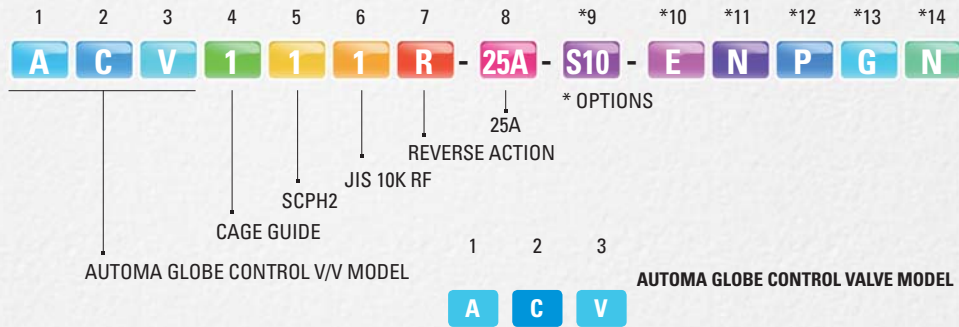 1 2 3 4 5 6 7 8 *9 *10 *11 *12 *13 *14
A C V 1 1 1 R - 25A - S10 - E N P G N
* OPTIONS
25A
REVERSE ACTION
JIS 10K RF
SCPH2
CAGE GUIDE
AUTOMA GLOBE CONTROL V/V MODEL
1 2 3
AUTOMA GLOBE CONTROL VALVE MODEL
A C V